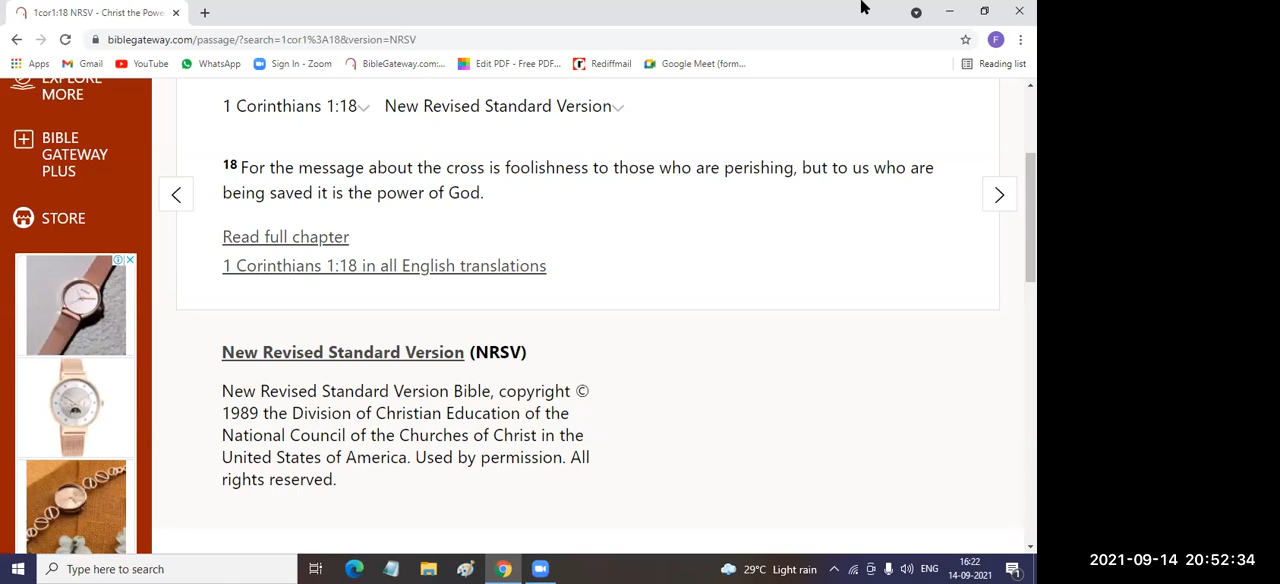 1cor1:18 NRSV - Christ the Powe
biblegateway.com/passage/?search=1cor1%3A18&version=NRSV
F
Apps Gmail YouTube WhatsApp Sign In - Zoom BibleGateway.com:... Edit PDF - Free PDF... Rediffmail Google Meet (form... Reading list
EXPLORE
MORE
BIBLE
GATEWAY
PLUS
STORE
1 Corinthians 1:18 New Revised Standard Version
18 For the message about the cross is foolishness to those who are perishing, but to us who are
being saved it is the power of God.
Read full chapter
1 Corinthians 1:18 in all English translations
New Revised Standard Version (NRSV)
New Revised Standard Version Bible, copyright ©
1989 the Division of Christian Education of the
National Council of the Churches of Christ in the
United States of America. Used by permission. All
rights reserved.
Type here to search
29°C Light rain
ENG
16:22
14-09-2021
1
2021-09-14 20:52:34